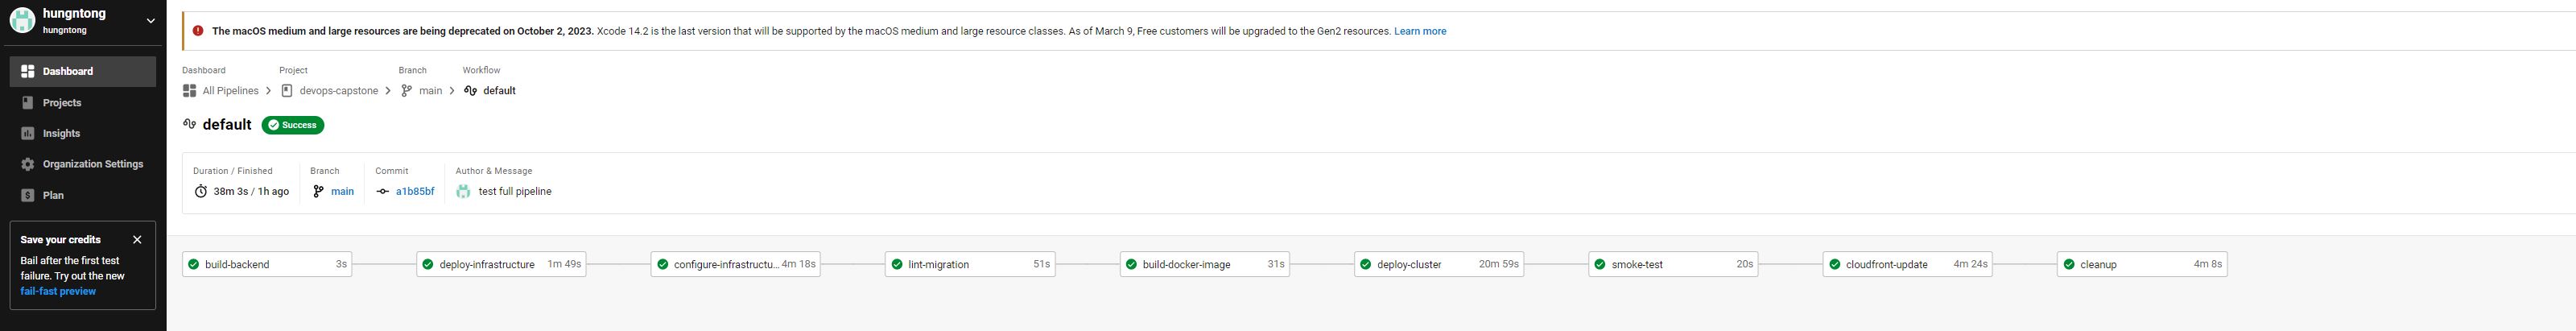 hungntong
hungntong
Dashboard
Projects
Insights
Organization Settings
Plan
Save your credits
Bail after the first test
failure. Try out the new
fail-fast preview
The macOS medium and large resources are being deprecated on October 2, 2023. Xcode 14.2 is the last version that will be supported by the macOS medium and large resource classes. As of March 9, Free customers will be upgraded to the Gen2 resources. Learn more
Dashboard Project Branch Workflow
All Pipelines devops-capstone main default
default Success
Duration / Finished Branch Commit Author & Message
38m 3s / 1h ago main a1b85bf test full pipeline
build-backend 3s deploy-infrastructure 1m 49s configure-infrastructu... 4m 18s lint-migration 51s build-docker-image 31s deploy-cluster 20m 59s smoke-test 20s cloudfront-update 4m 24s cleanup 4m 8s